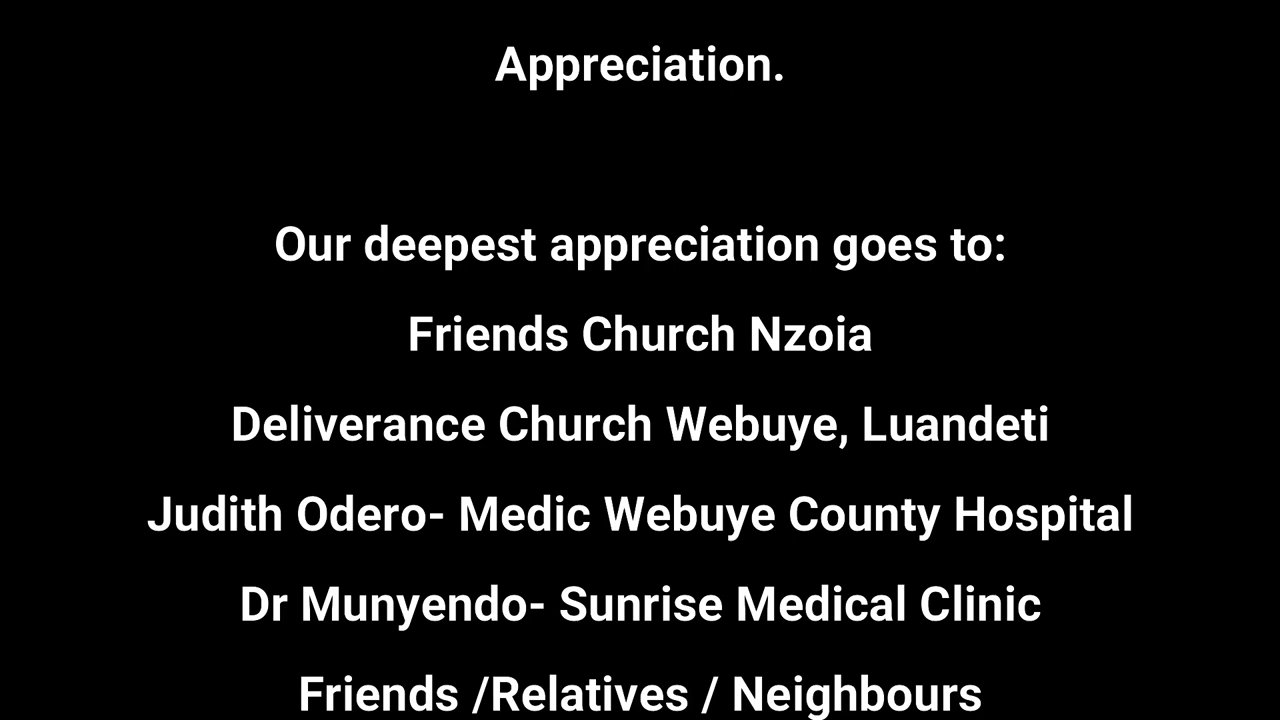 Appreciation.
Our deepest appreciation goes to:
Friends Church Nzoia
Deliverance Church Webuye, Luandeti
Judith Odero- Medic Webuye County Hospital
Dr Munyendo- Sunrise Medical Clinic
Friends /Relatives / Neighbours